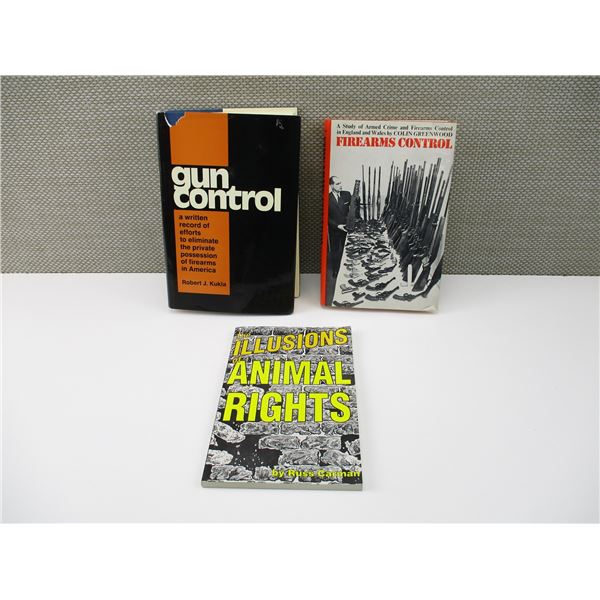 gun
control
a written
record of
efforts
to eliminate
the private
possession
of firearms
in America
Robert J. Kukla
A Study of Armed Crime and Firearms Control
in England and Wales by COLIN GREENWOOD
FIREARMS CONTROL
The
ILLUSIONS
of
ANIMAL
RIGHTS
by Russ Carman